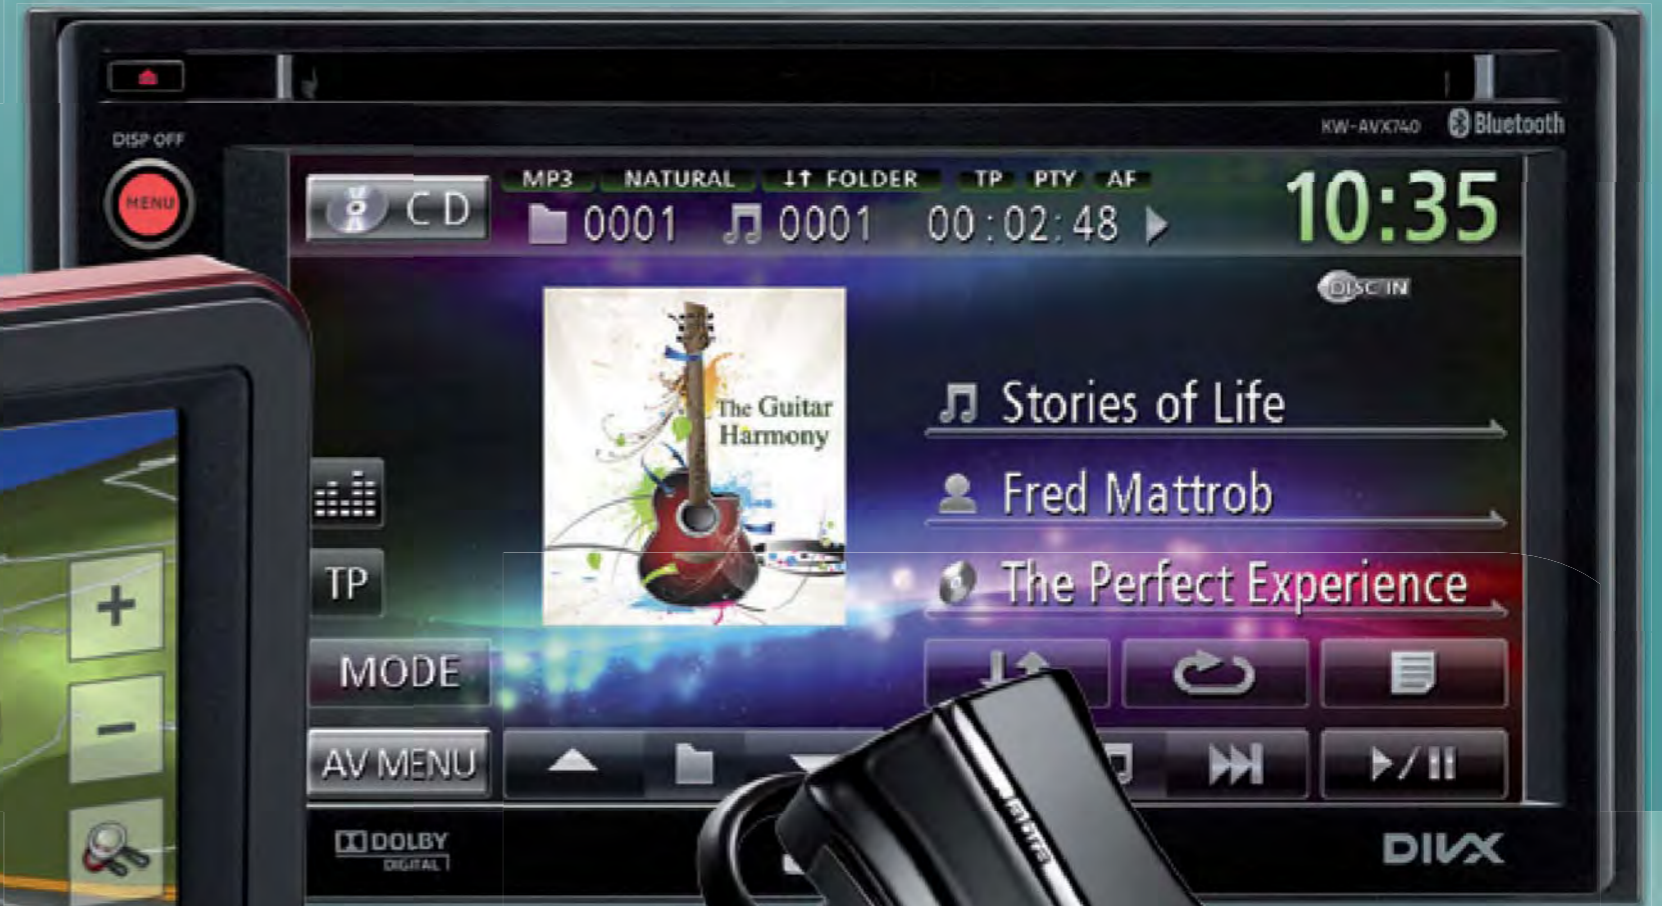 DISP OFF
KW-AVX740 Bluetooth
MENU
CD
MP3 NATURAL ↓↑ FOLDER TP PTY AF
0001 0001 00:02:48
10:35
DISC IN
The Guitar
Harmony
Stories of Life
Fred Mattrob
The Perfect Experience
TP
MODE
AV MENU
DOLBY
DIGITAL
DIVX